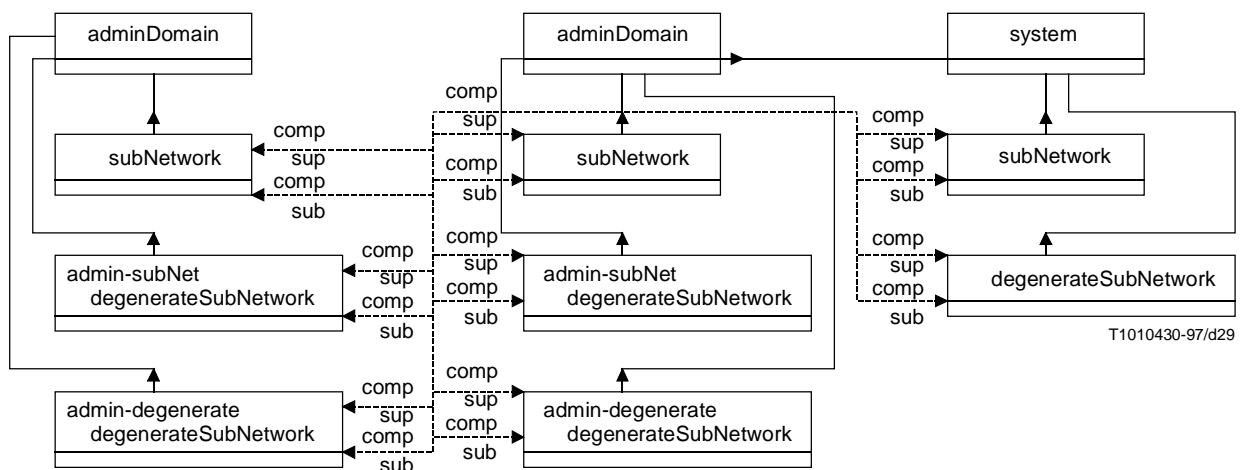 adminDomain
adminDomain
system
comp
sup
comp
sub
subNetwork
comp
sup
comp
sub
subNetwork
comp
sup
comp
sub
subNetwork
comp
sup
comp
sub
admin-subNet
degenerateSubNetwork
comp
sup
comp
sub
admin-subNet
degenerateSubNetwork
comp
sup
comp
sub
degenerateSubNetwork
T1010430-97/d29
comp
sup
comp
sub
admin-degenerate
degenerateSubNetwork
comp
sup
comp
sub
admin-degenerate
degenerateSubNetwork